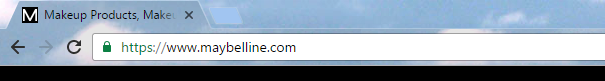 M Makeup Products, Makeu
https://www.maybelline.com